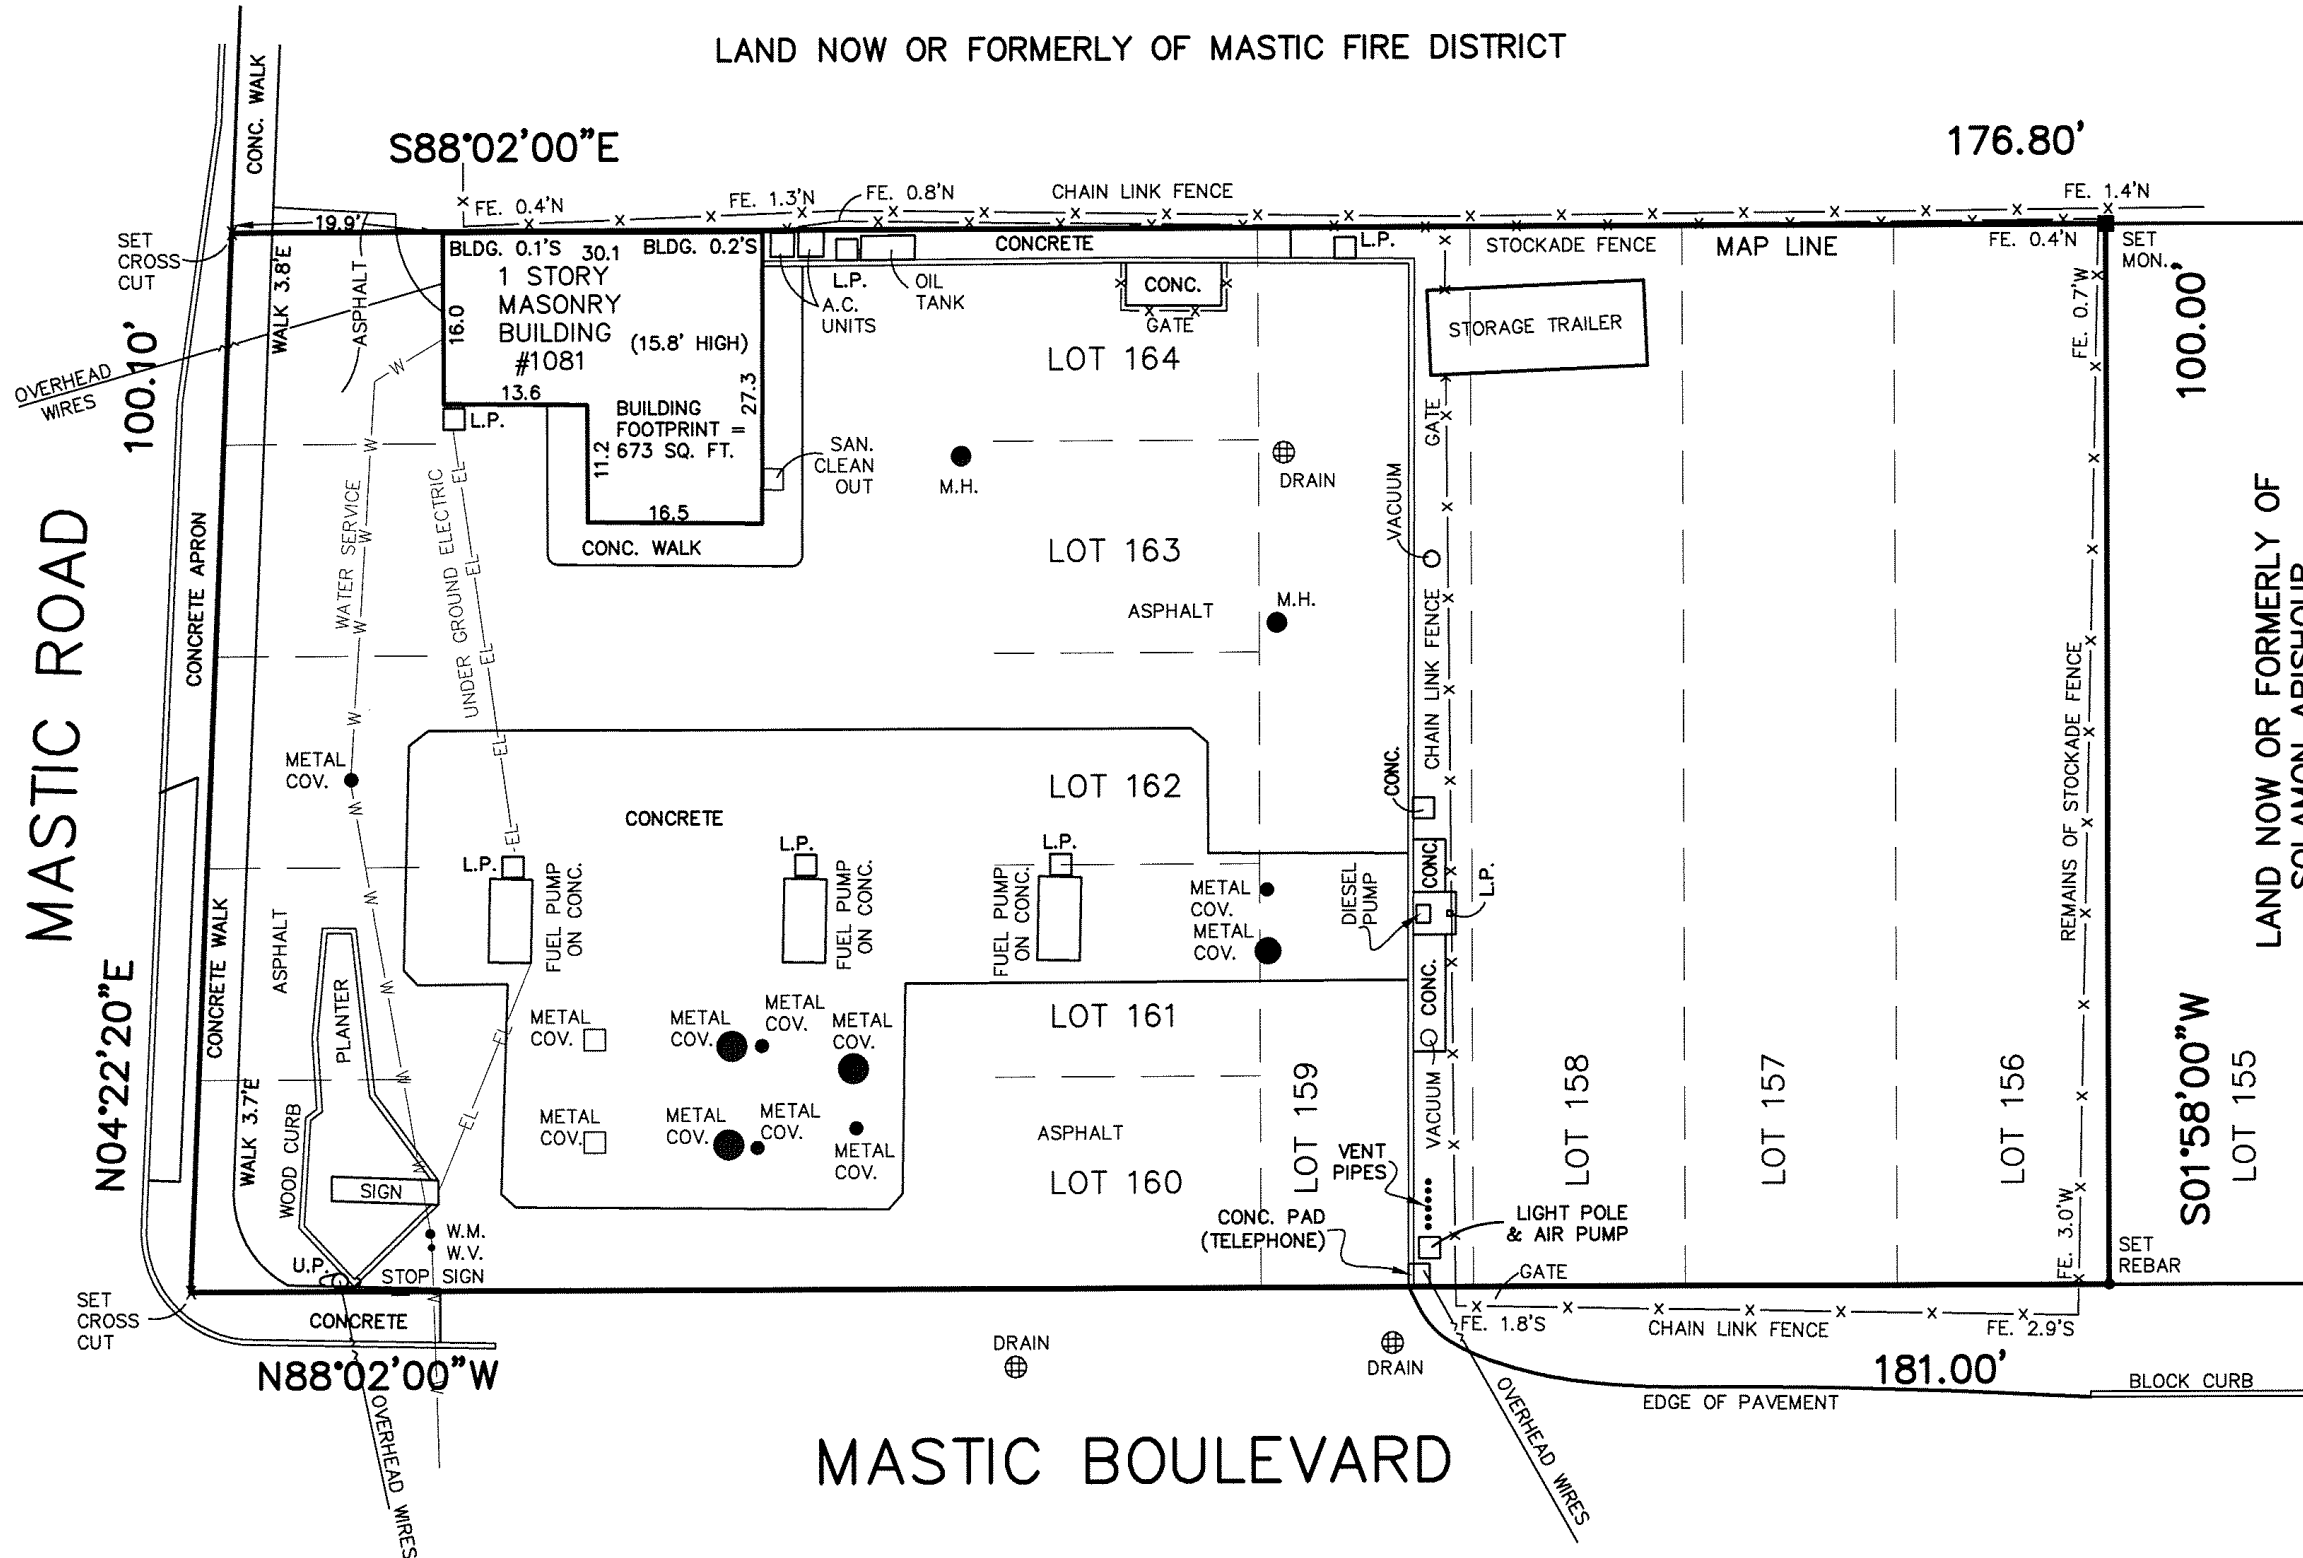 LAND NOW OR FORMERLY OF MASTIC FIRE DISTRICT
CONC. WALK
S88°02'00"E
176.80'
FE. 0.4'N
FE. 1.3'N
FE. 0.8'N
CHAIN LINK FENCE
FE. 1.4'N
19.9'
SET
CROSS
CUT
WALK 3.8'E
ASPHALT
BLDG. 0.1'S
30.1
BLDG. 0.2'S
1 STORY
MASONRY
BUILDING
#1081
(15.8' HIGH)
16.0
13.6
27.3
BUILDING
FOOTPRINT =
673 SQ. FT.
11.2
16.5
CONC. WALK
L.P.
A.C.
UNITS
L.P.
OIL
TANK
CONCRETE
CONC.
GATE
L.P.
STOCKADE FENCE
MAP LINE
FE. 0.4'N
SET
MON.
STORAGE TRAILER
FE. 0.7'W
100.00'
OVERHEAD
WIRES
100.10'
LOT 164
SAN.
CLEAN
OUT
M.H.
DRAIN
GATE
VACUUM
LOT 163
ASPHALT
M.H.
CHAIN LINK FENCE
MASTIC ROAD
CONCRETE APRON
WATER SERVICE
W
W
W
W
W
W
W
W
W
W
W
W
UNDER GROUND ELECTRIC
EL
EL
EL
EL
EL
EL
EL
EL
EL
METAL
COV.
CONCRETE
LOT 162
CONC.
REMAINS OF STOCKADE FENCE
LAND NOW OR FORMERLY OF
SOLAMON ABISHOUR
L.P.
FUEL PUMP
ON CONC.
L.P.
FUEL PUMP
ON CONC.
L.P.
FUEL PUMP
ON CONC.
METAL
COV.
METAL
COV.
DIESEL
PUMP
CONC.
L.P.
CONC.
CONCRETE WALK
ASPHALT
PLANTER
N04°22'20"E
WALK 3.7'E
WOOD CURB
METAL
COV.
METAL
COV.
METAL
COV.
METAL
COV.
METAL
COV.
METAL
COV.
METAL
COV.
METAL
COV.
LOT 161
VACUUM
LOT 159
LOT 158
LOT 157
LOT 156
S01°58'00"W
LOT 155
ASPHALT
LOT 160
VENT
PIPES
SIGN
CONC. PAD
(TELEPHONE)
LIGHT POLE
& AIR PUMP
W.M.
W.V.
U.P.
STOP SIGN
GATE
FE. 3.0'W
SET
REBAR
SET
CROSS
CUT
CONCRETE
FE. 1.8'S
CHAIN LINK FENCE
FE. 2.9'S
DRAIN
DRAIN
N88°02'00"W
181.00'
BLOCK CURB
EDGE OF PAVEMENT
OVERHEAD WIRES
OVERHEAD WIRES
MASTIC BOULEVARD